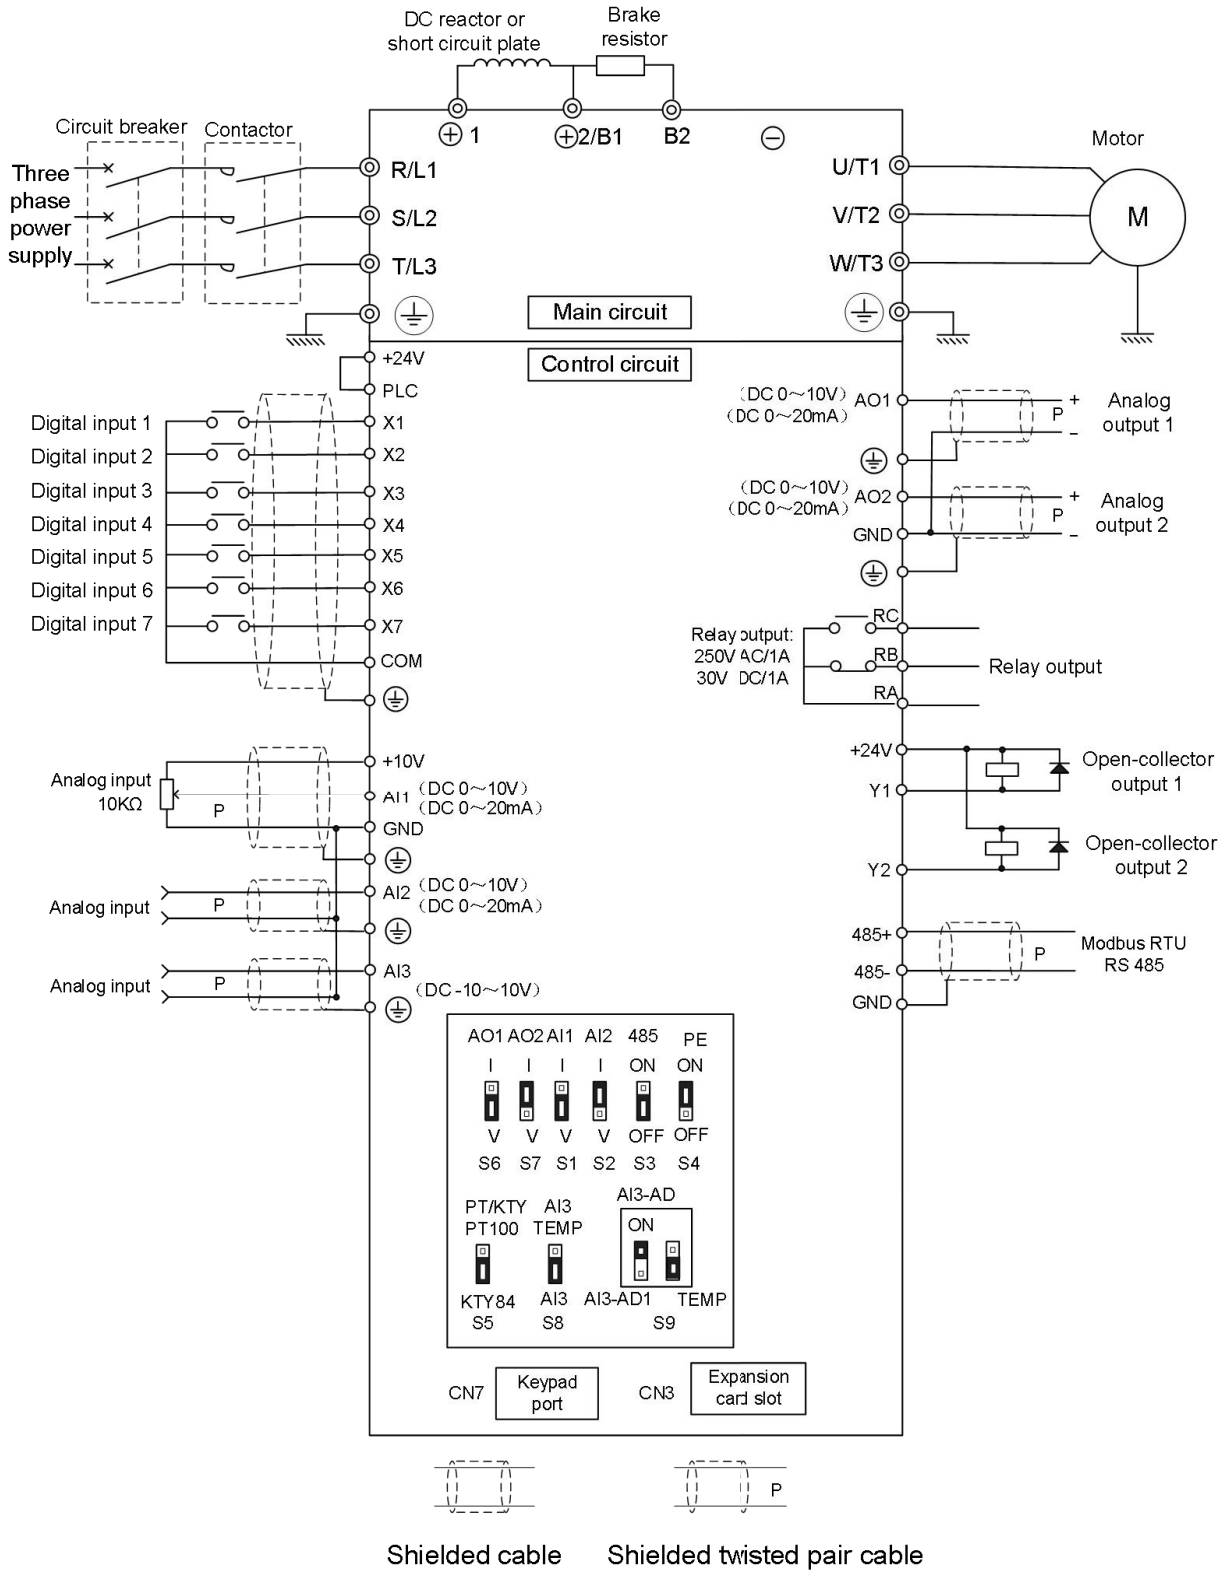 DC reactor or
short circuit plate
Brake
resistor
Circuit breaker
Contactor
Three
phase
power
supply
1
2/B1
B2
R/L1
S/L2
T/L3
U/T1
V/T2
W/T3
Motor
M
Main circuit
Control circuit
+24V
PLC
Digital input 1
X1
Digital input 2
X2
Digital input 3
X3
Digital input 4
X4
Digital input 5
X5
Digital input 6
X6
Digital input 7
X7
COM
(DC 0～10V)
(DC 0～20mA)
AO1
P
+
−
Analog
output 1
(DC 0～10V)
(DC 0～20mA)
AO2
GND
P
+
−
Analog
output 2
Relay output:
250V AC/1A
30V DC/1A
RC
RB
RA
Relay output
+10V
Analog input
10KΩ
P
AI1
(DC 0～10V)
(DC 0～20mA)
GND
Analog input
P
AI2
(DC 0～10V)
(DC 0～20mA)
Analog input
P
AI3
(DC -10～10V)
+24V
Y1
Open-collector
output 1
Y2
Open-collector
output 2
485+
485-
GND
P
Modbus RTU
RS 485
AO1 AO2 AI1 AI2 485 PE
I I I I ON ON
V V V V OFF OFF
S6 S7 S1 S2 S3 S4
PT/KTY
PT100
KTY84
S5
AI3
TEMP
AI3
S8
AI3-AD
ON
AI3-AD1 TEMP
S9
CN7
Keypad
port
CN3
Expansion
card slot
P
Shielded cable
Shielded twisted pair cable